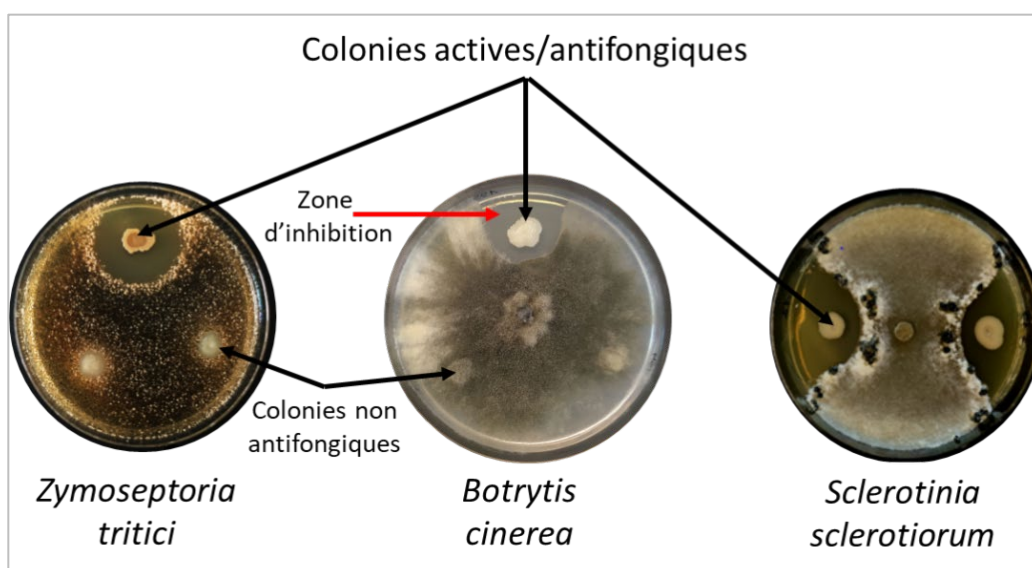 Colonies actives/antifongiques
Zone
d’inhibition
Colonies non
antifongiques
Zymoseptoria
tritici
Botrytis
cinerea
Sclerotinia
sclerotiorum